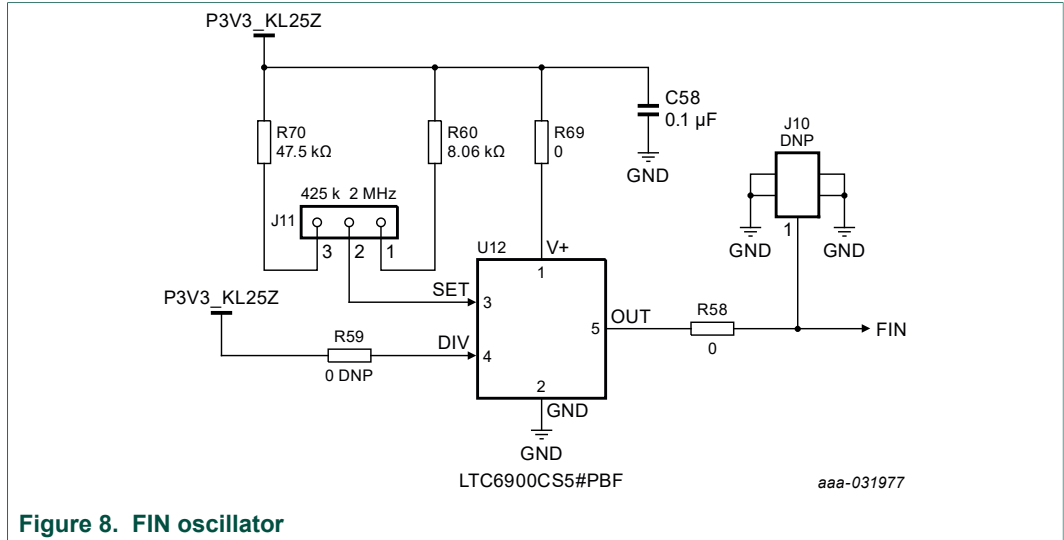 P3V3_KL25Z
R70
47.5 kΩ
R60
8.06 kΩ
R69
0
C58
0.1 µF
GND
J10
DNP
1
GND
GND
425 k 2 MHz
J11
3 2 1
U12
V+
1
SET
3
P3V3_KL25Z
R59
0 DNP
DIV
4
OUT
5
R58
0
FIN
2
GND
GND
LTC6900CS5#PBF
aaa-031977
Figure 8. FIN oscillator